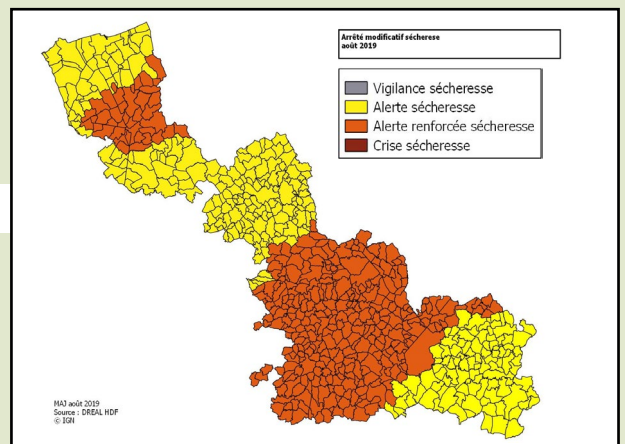 Arrêté modificatif sécherese
août 2019
Vigilance sécheresse
Alerte sécheresse
Alerte renforcée sécheresse
Crise sécheresse
MAJ août 2019
Source : DREAL HDF
© IGN